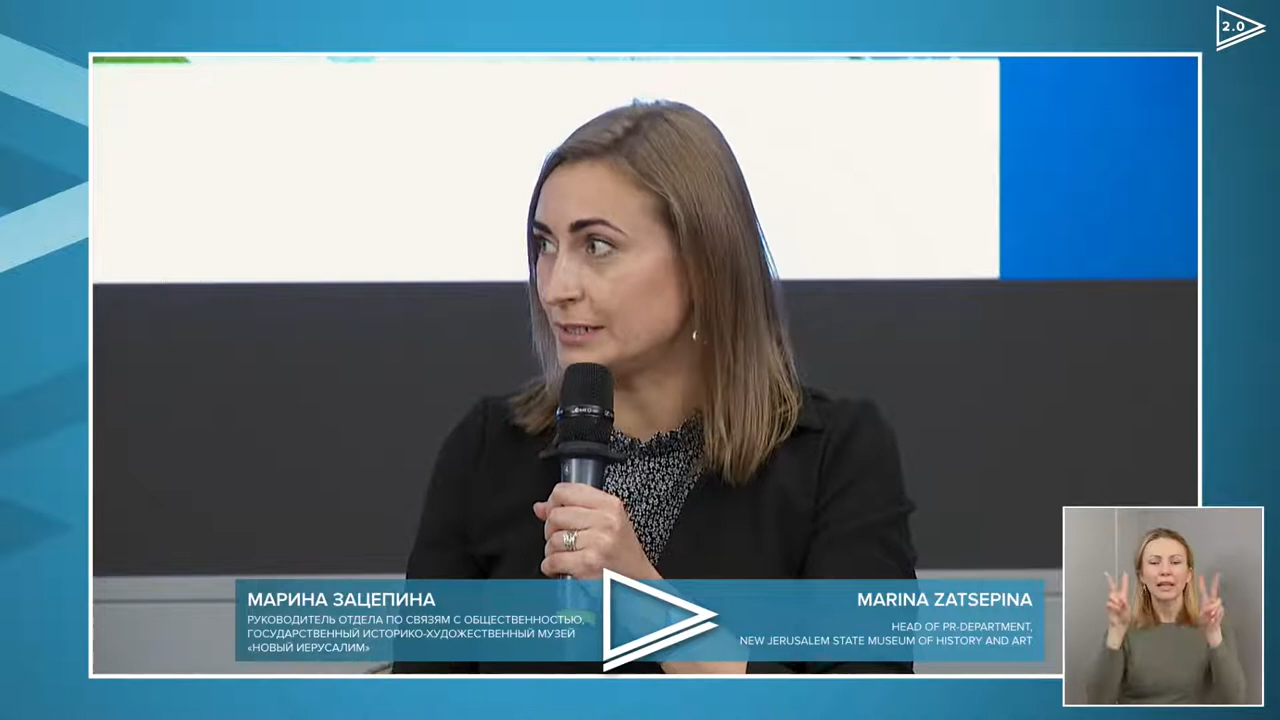 2.0
МАРИНА ЗАЦЕПИНА
РУКОВОДИТЕЛЬ ОТДЕЛА ПО СВЯЗЯМ С ОБЩЕСТВЕННОСТЬЮ,
ГОСУДАРСТВЕННЫЙ ИСТОРИКО-ХУДОЖЕСТВЕННЫЙ МУЗЕЙ
«НОВЫЙ ИЕРУСАЛИМ»
MARINA ZATSEPINA
HEAD OF PR-DEPARTMENT,
NEW JERUSALEM STATE MUSEUM OF HISTORY AND ART